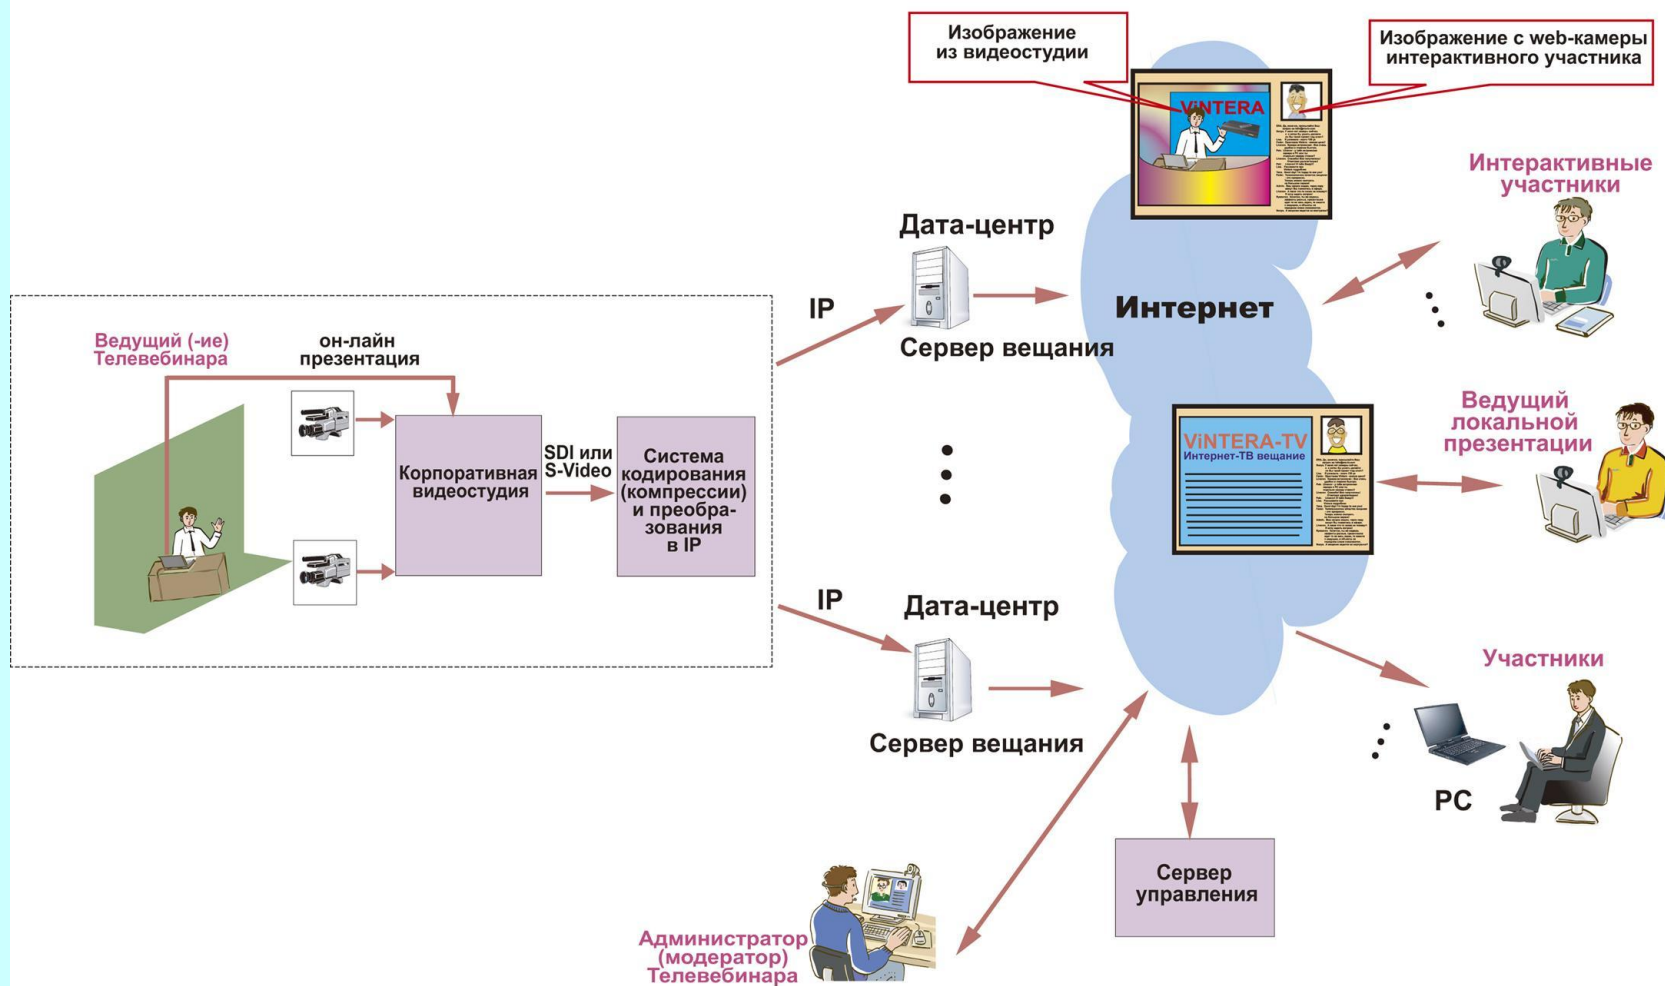 Изображение
из видеостудии
Изображение с web-камеры
интерактивного участника
ViNTERA
Интерактивные
участники
Дата-центр
IP
Интернет
Сервер вещания
Ведущий (-ие)
Телевебинара
он-лайн
презентация
Корпоративная
видеостудия
SDI или
S-Video
Система
кодирования
(компрессии)
и преобра-
зования
в IP
ViNTERA-TV
Интернет-ТВ вещание
Ведущий
локальной
презентации
IP
Дата-центр
Сервер вещания
Участники
PC
Сервер
управления
Администратор
(модератор)
Телевебинара